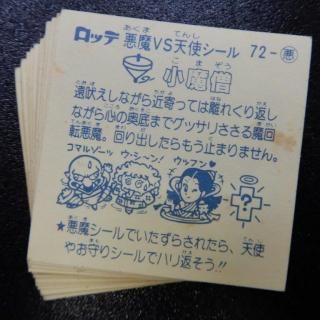 ロッテ 悪魔VS天使シール 72-悪
小魔僧
遠吠えしながら近寄っては離れくり返し
ながら心の奥底までグッサリささる魔回
転悪魔。回り出したらもう止まりません。
コマルゾーッ ウ・シ〜ン! ウルフン♥
?
★悪魔シールでいたずらされたら、天使
やお守りシールでハリ返そう!!